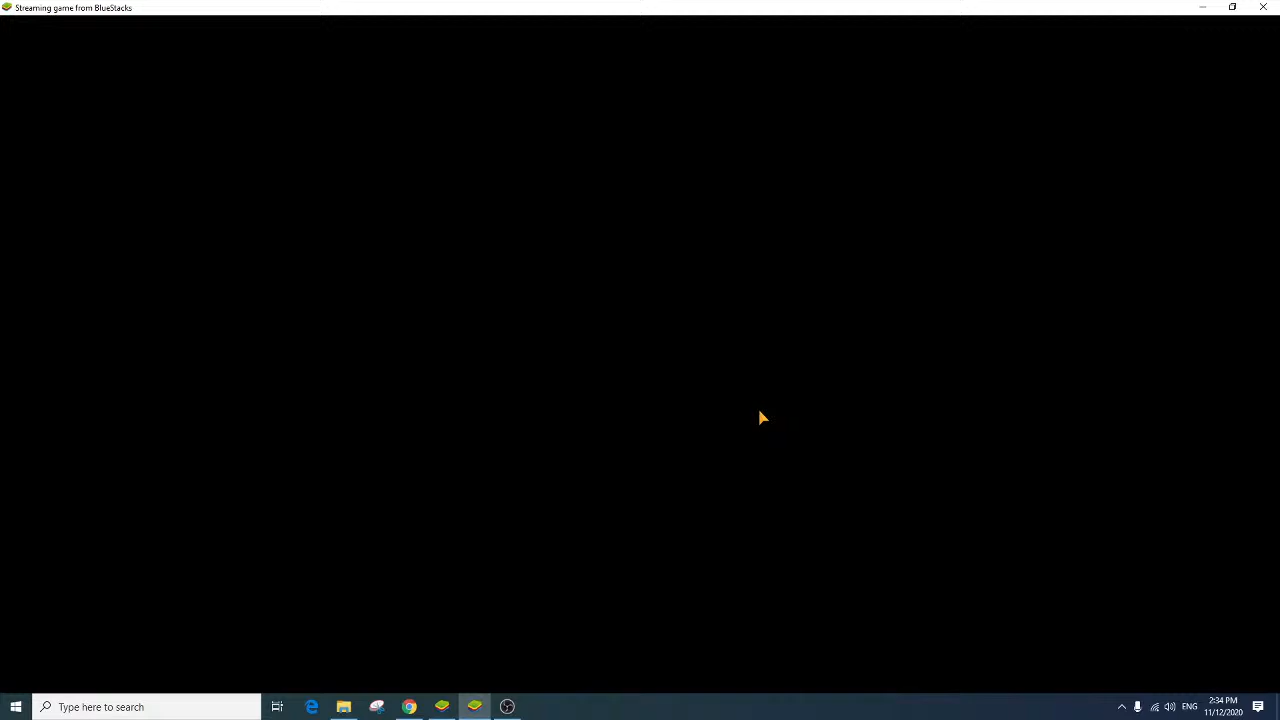 Streaming game from BlueStacks
Type here to search
ENG
2:34 PM
11/12/2020